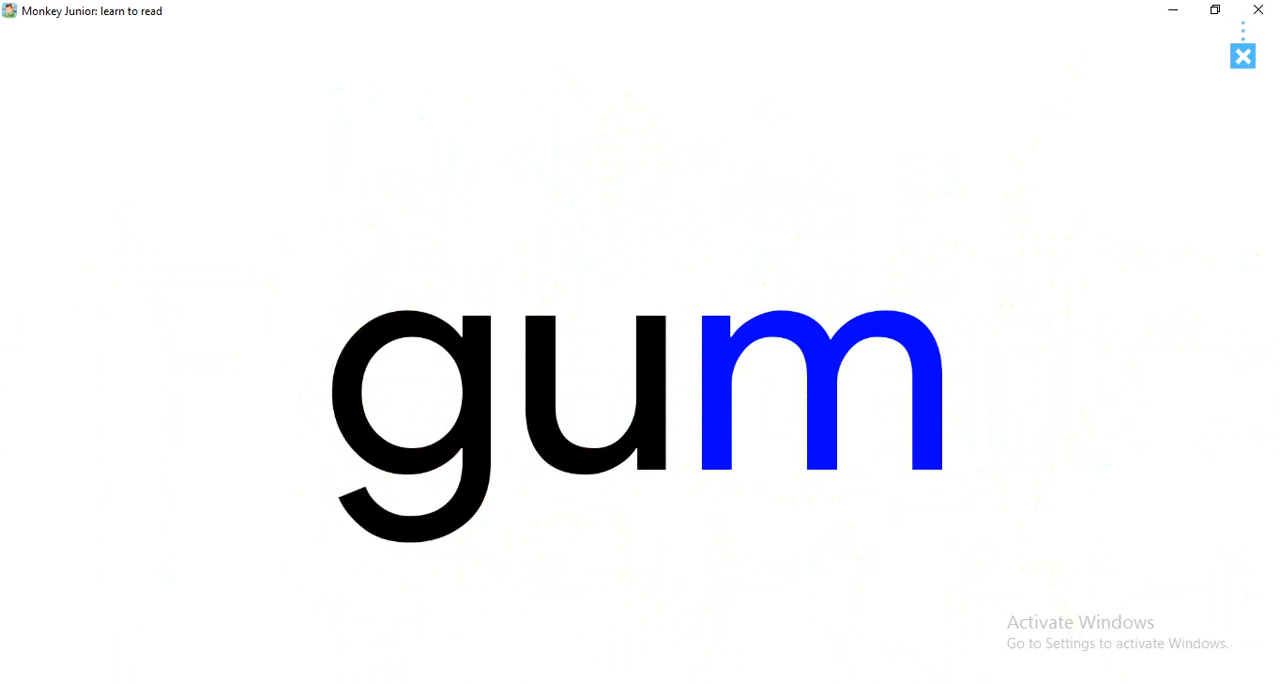 Monkey Junior: learn to read
gum
Activate Windows
Go to Settings to activate Windows.